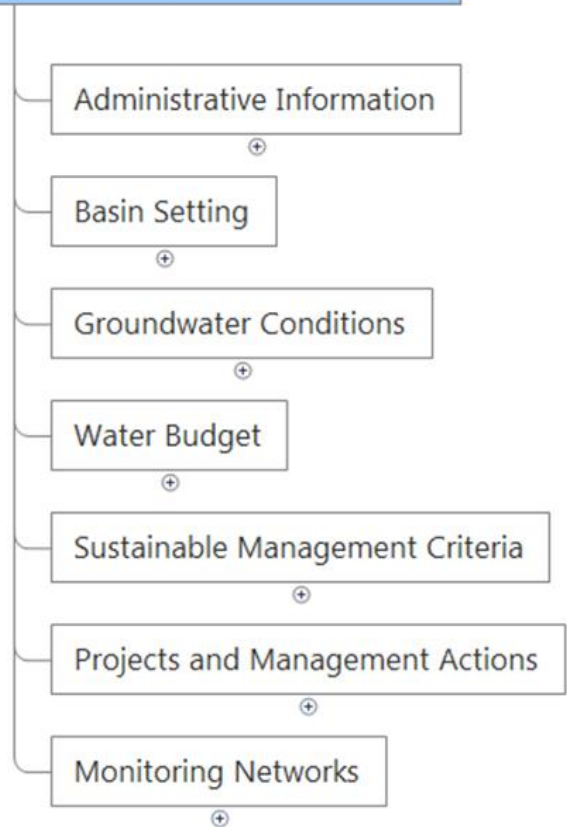 Administrative Information
Basin Setting
Groundwater Conditions
Water Budget
Sustainable Management Criteria
Projects and Management Actions
Monitoring Networks